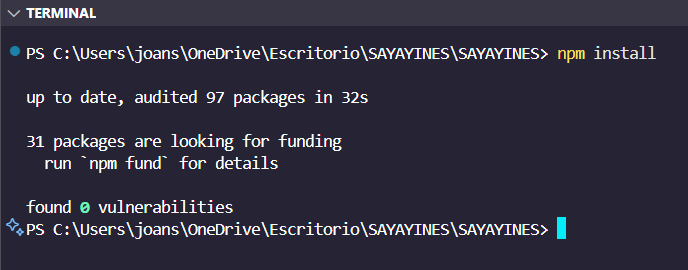 TERMINAL
PS C:\Users\joans\OneDrive\Escritorio\SAYAYINES\SAYAYINES> npm install
up to date, audited 97 packages in 32s
31 packages are looking for funding
  run `npm fund` for details
found 0 vulnerabilities
PS C:\Users\joans\OneDrive\Escritorio\SAYAYINES\SAYAYINES>